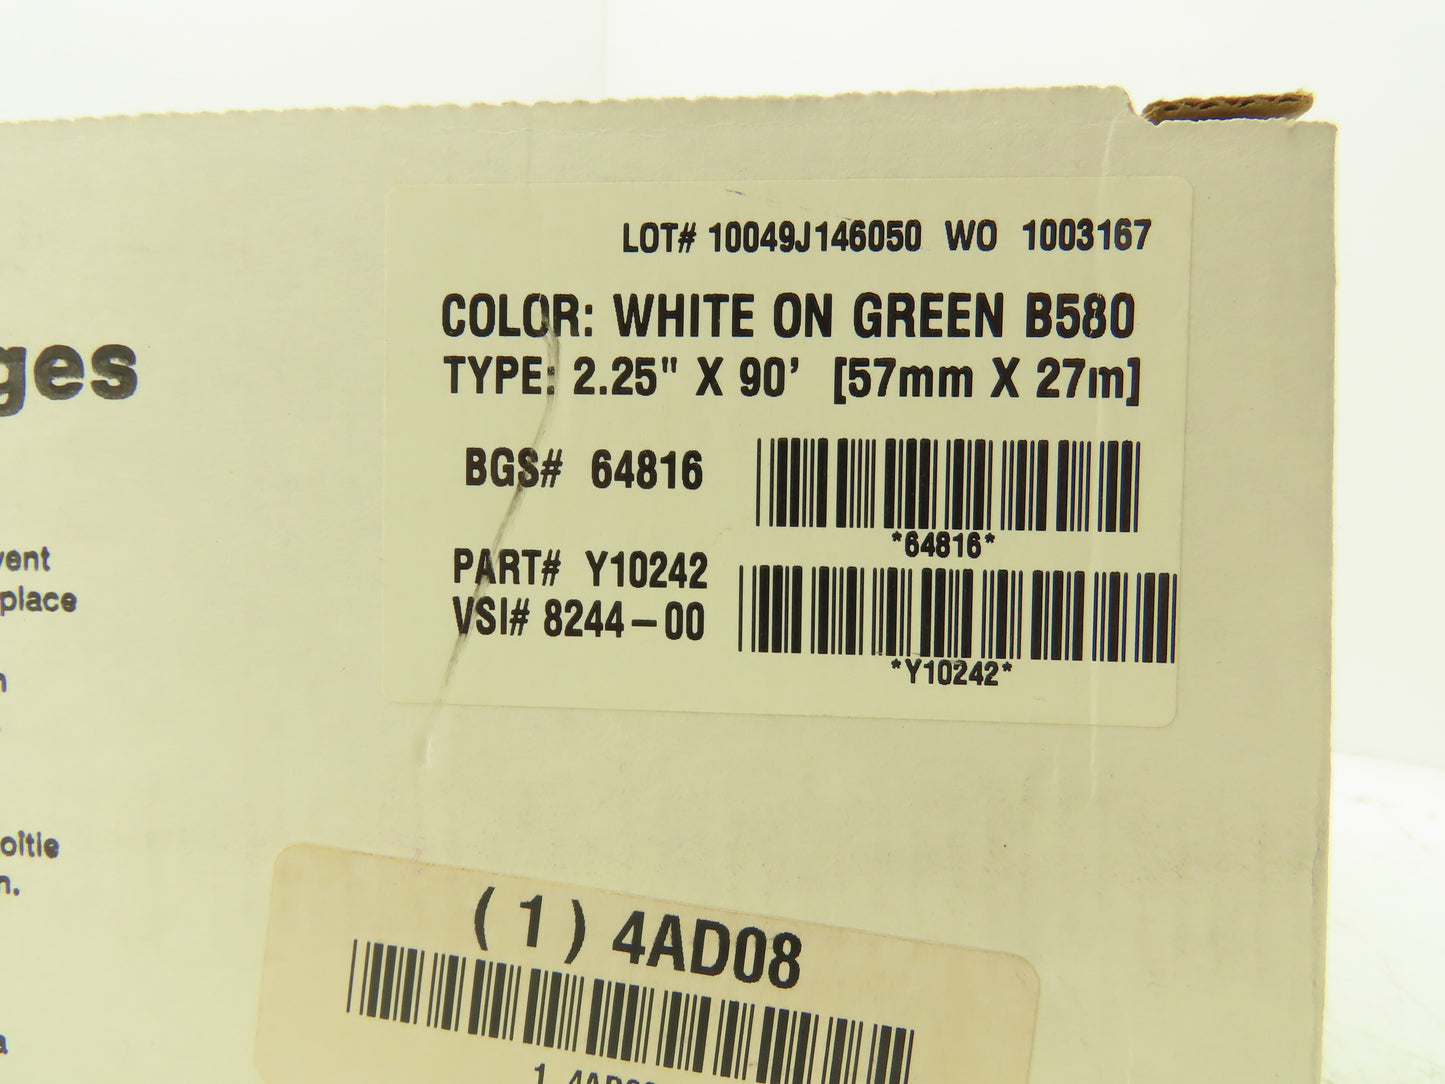 LOT# 10049J146050 WO 1003167
COLOR: WHITE ON GREEN B580
TYPE: 2.25" X 90' [57mm X 27m]
BGS# 64816
*64816*
PART# Y10242
VSI# 8244-00
*Y10242*
ges
vent
place
n
oîtie
n.
a
(1) 4AD08